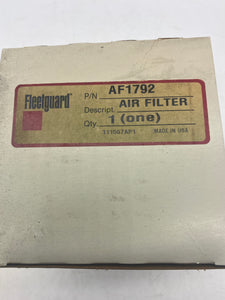 Fleetguard
P/N AF1792
Descript. AIR FILTER
Qty. 1 (one)
MADE IN USA